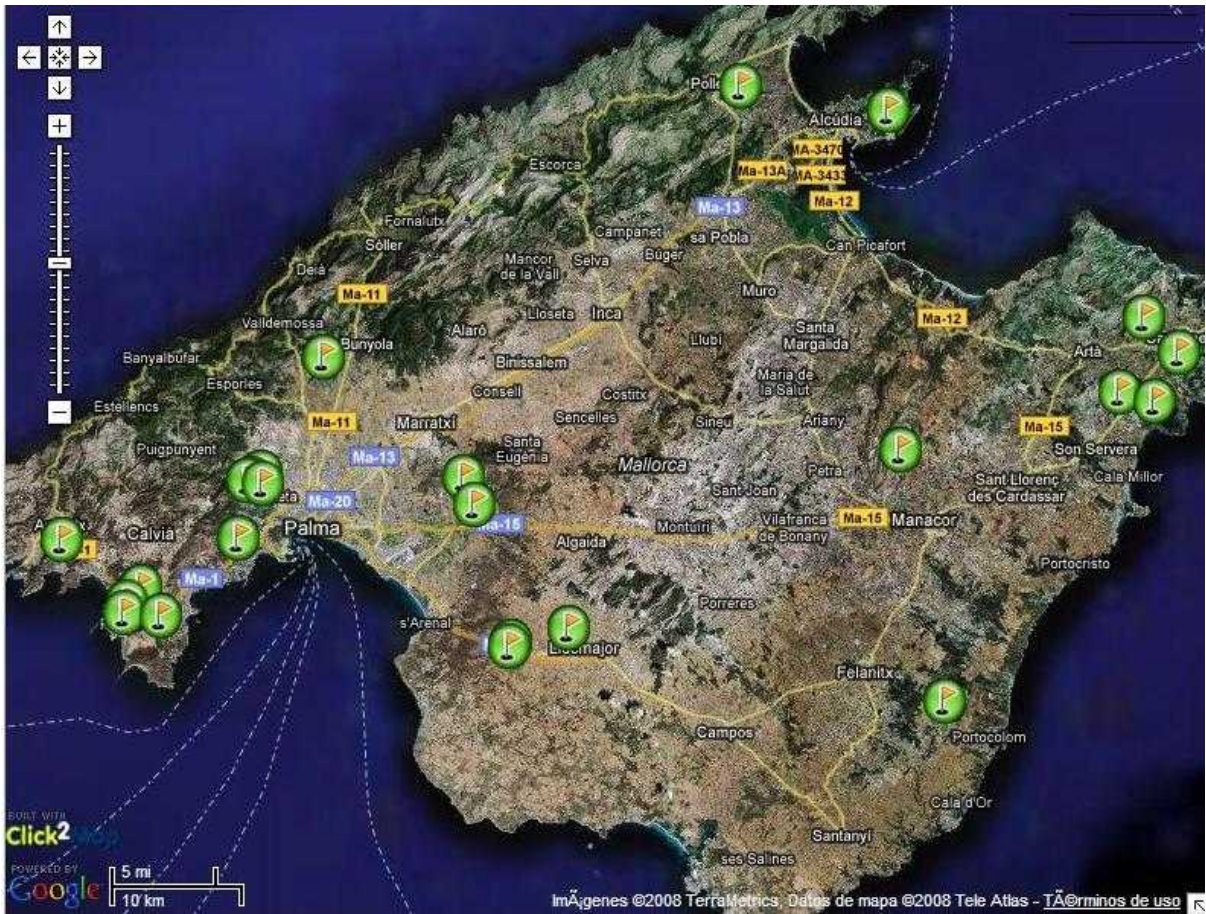 Alcúdia
MA-3470
Escorca
Ma-13A
MA-3433
Ma-12
Fornalutx
Ma-13
Campanet
sa Pobla
Sóller
Can Picafort
Mancor
de la Vall
Selva
Búger
Deià
Muro
Ma-11
Lloseta
Inca
Ma-12
Valldemossa
Alaró
Santa
Margalida
Bunyola
Llubí
Artà
Banyalbufar
Binissalem
Esporles
Maria de
la Salut
Consell
Costitx
Estellencs
Ma-11
Marratxí
Sencelles
Sineu
Ariany
Ma-15
Puigpunyent
Santa
Eugènia
Son Servera
Ma-13
Mallorca
Petra
Cala Millor
Sant Joan
Sant Llorenç
des Cardassar
Ma-20
Palma
Ma-15
Montuïri
Vilafranca
de Bonany
Ma-15
Manacor
Calvià
Algaida
Portocristo
Ma-1
Porreres
s'Arenal
Llucmajor
Felanitx
Campos
Portocolom
Cala d'Or
Santanyí
ses Salines
BUILT WITH
Click2Map
POWERED BY
Google
5 mi
10 km
ImÃ¡genes ©2008 TerraMetrics, Datos de mapa ©2008 Tele Atlas - TÃ©rminos de uso